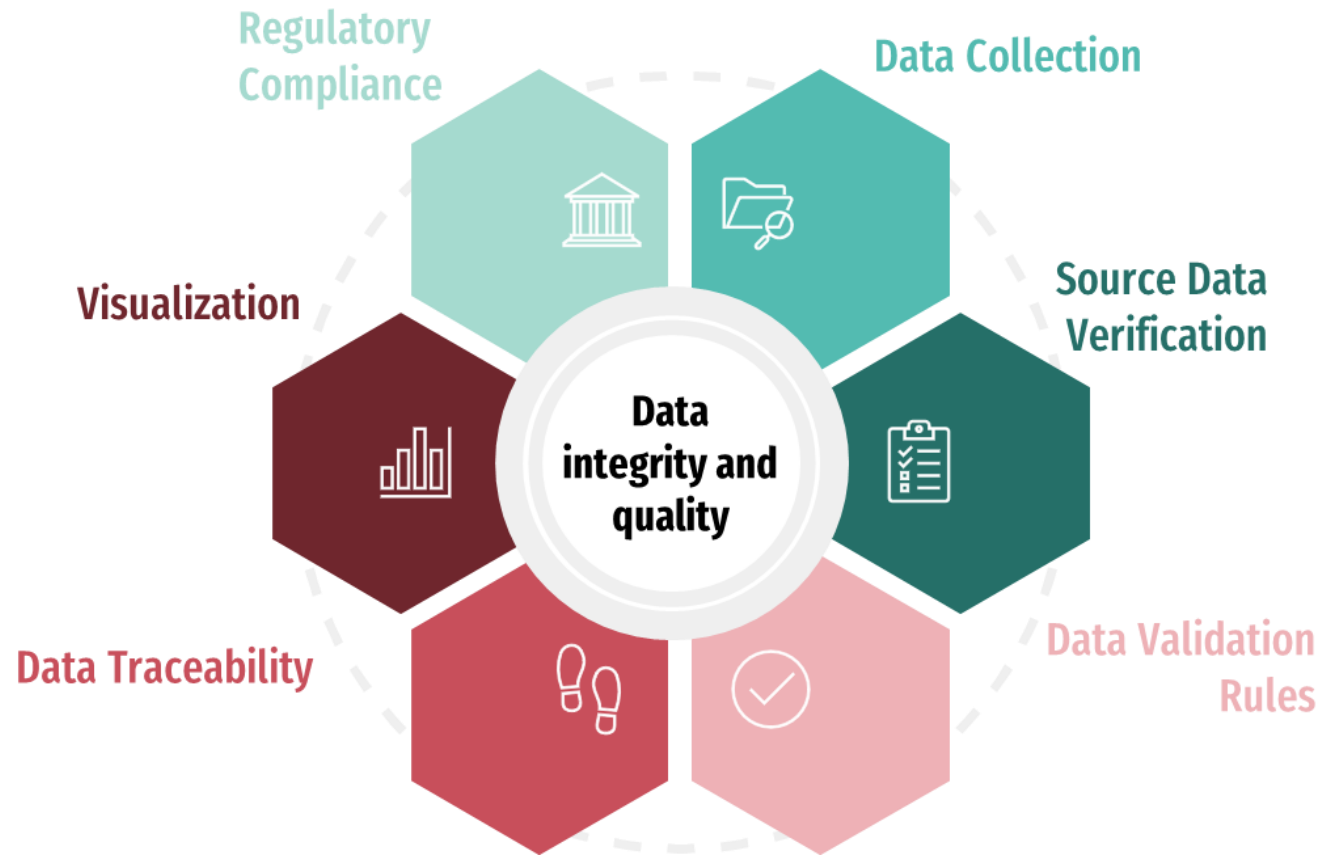 Regulatory
Compliance
Data Collection
Source Data
Verification
Visualization
Data
integrity and
quality
Data Validation
Rules
Data Traceability